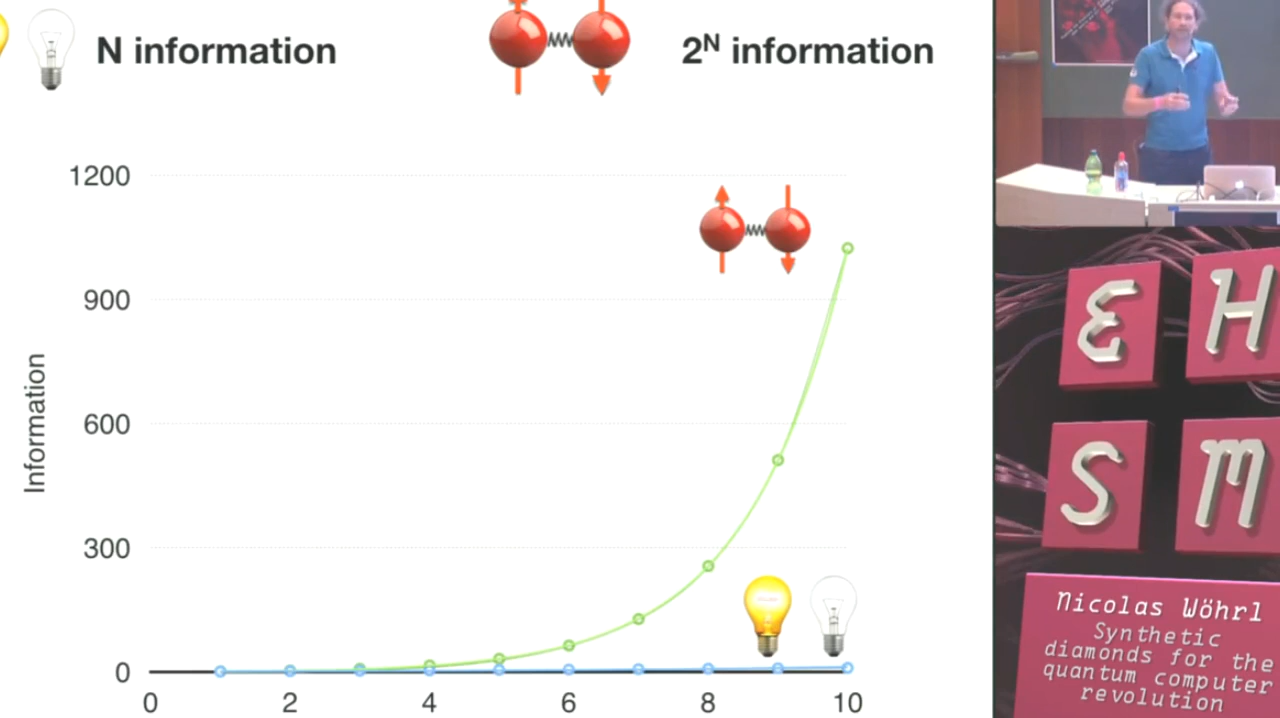 N information
2ᴺ information
1200
900
600
300
0
Information
0
2
4
6
8
10
ƐH
SM
Nicolas Wöhrl
Synthetic
diamonds for the
quantum computer
revolution